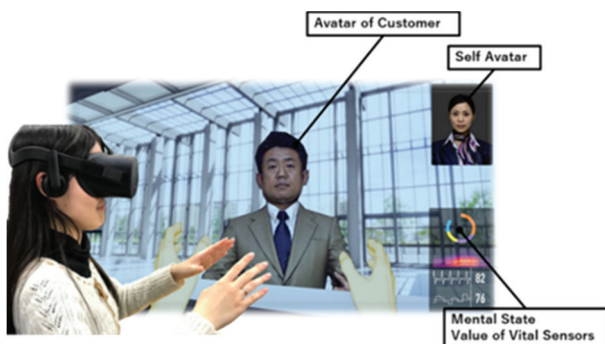 Avatar of Customer
Self Avatar
82
76
Mental State
Value of Vital Sensors